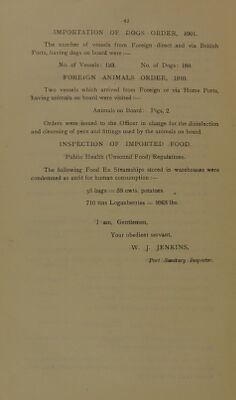 42
IMPORTATION OF DOGS ORDER, 1901.
The number of vessels from Foreign direct and via British
Ports, having dogs on board were :—
No. of Vessels: No. of Dogs:
FOREIGN ANIMALS ORDER, 1910.
Two vessels which arrived from Foreign or via Home Ports,
having animals on board were visited :—
Animals on Board: Pigs, 2.
Orders were issued to the Officer in charge for the disinfection
and cleansing of pens and fittings used by the animals on board.
INSPECTION OF IMPORTED FOOD.
Public Health (Unsound Food) Regulations.
The following Food Ex Steamships stored in warehouses were
condemned as unfit for human consumption :—
bags = cwts. potatoes.
710 tins Loganberries = lbs.
I am, Gentlemen,
Your obedient servant,
W. J. JENKINS,
Port Sanitary Inspector.